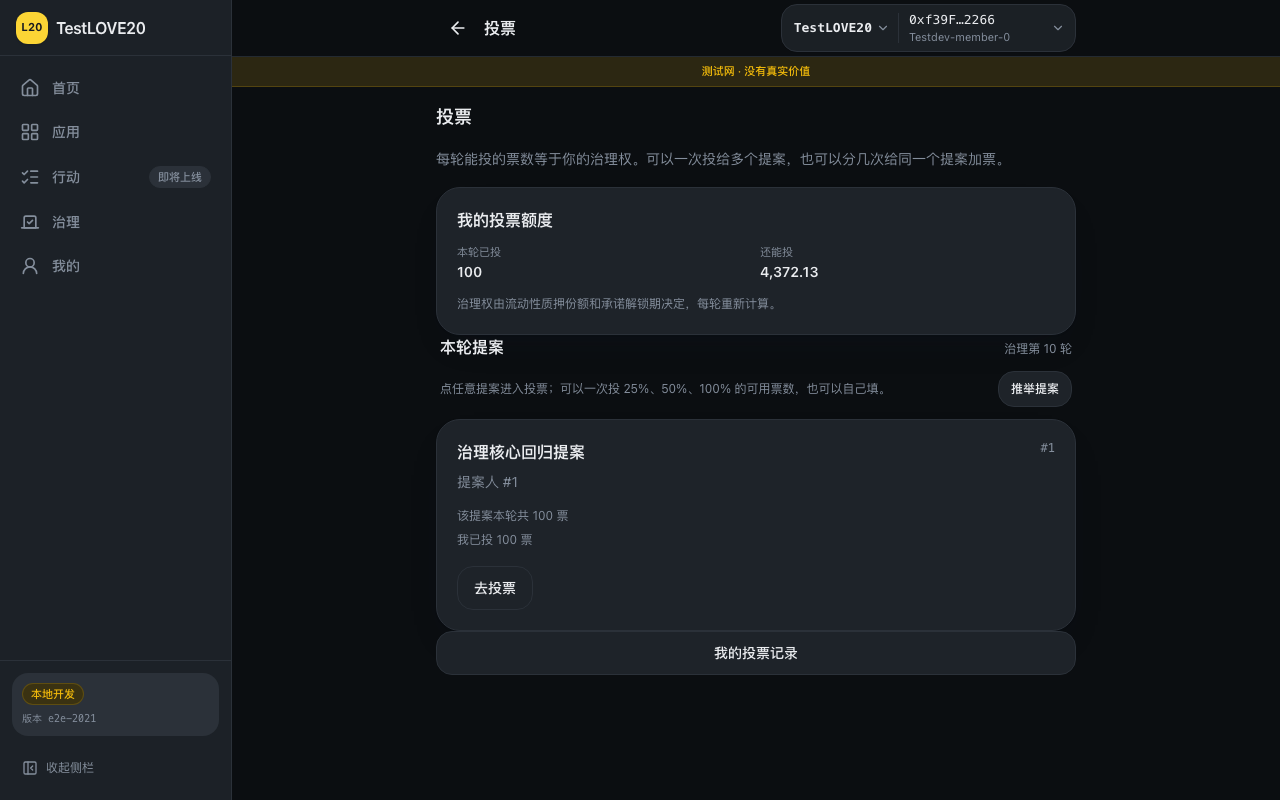 L20 TestLOVE20
首页
应用
行动 即将上线
治理
我的
本地开发
版本 e2e-2021
收起侧栏
投票
TestLOVE20
0xf39F…2266
Testdev-member-0
测试网 · 没有真实价值
投票
每轮能投的票数等于你的治理权。可以一次投给多个提案，也可以分几次给同一个提案加票。
我的投票额度
本轮已投 还能投
100 4,372.13
治理权由流动性质押份额和承诺解锁期决定，每轮重新计算。
本轮提案 治理第 10 轮
点任意提案进入投票；可以一次投 25%、50%、100% 的可用票数，也可以自己填。 推举提案
治理核心回归提案 #1
提案人 #1
该提案本轮共 100 票
我已投 100 票
去投票
我的投票记录